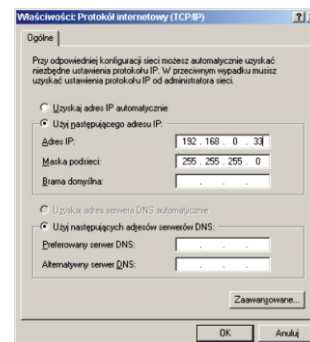 Właściwości: Protokół internetowy (TCP/IP)
Ogólne
Przy odpowiedniej konfiguracji sieci możesz automatycznie uzyskać
niezbędne ustawienia protokołu IP. W przeciwnym wypadku musisz
uzyskać ustawienia protokołu IP od administratora sieci.
Uzyskaj adres IP automatycznie
Użyj następującego adresu IP:
Adres IP: 192 . 168 . 0 . 33
Maska podsieci: 255 . 255 . 255 . 0
Brama domyślna: . . .
Uzyskaj adres serwera DNS automatycznie
Użyj następujących adresów serwerów DNS:
Preferowany serwer DNS: . . .
Alternatywny serwer DNS: . . .
Zaawansowane...
OK Anuluj